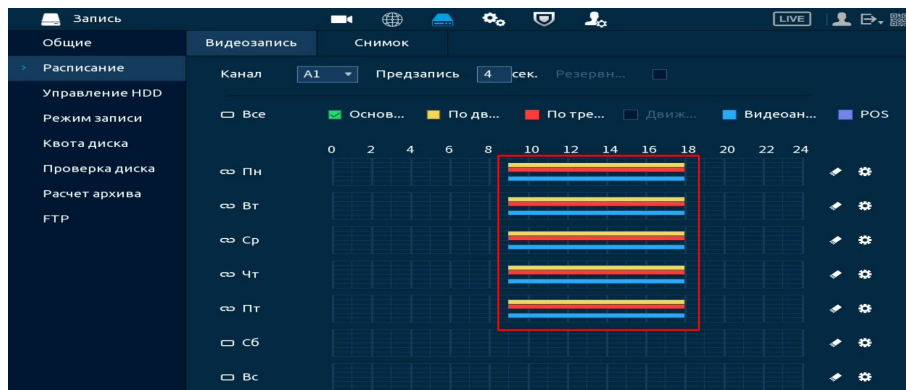 Запись LIVE
Общие Видеозапись Снимок
Расписание Канал A1 Предзапись 4 сек. Резервн...
Управление HDD
Режим записи Все Основ... По дв... По тре... Движ... Видеоан... POS
Квота диска 0 2 4 6 8 10 12 14 16 18 20 22 24
Проверка диска Пн
Расчет архива Вт
FTP
Ср
Чт
Пт
Сб
Вс